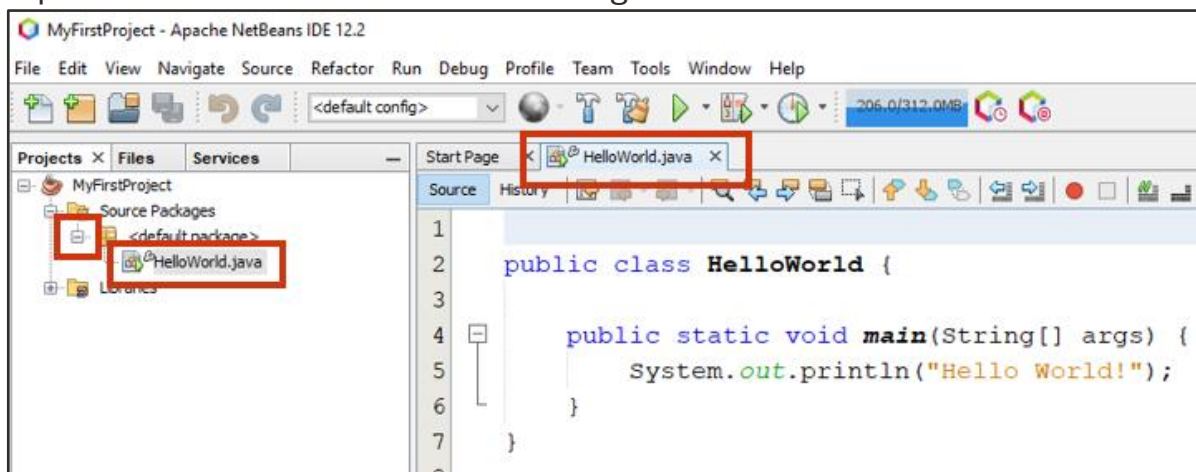 MyFirstProject - Apache NetBeans IDE 12.2
File Edit View Navigate Source Refactor Run Debug Profile Team Tools Window Help
<default config> 206.0/312.0MB
Projects Files Services
Start Page HelloWorld.java
MyFirstProject
Source History
Source Packages
<default package>
HelloWorld.java
Libraries
1
2 public class HelloWorld {
3
4 public static void main(String[] args) {
5 System.out.println("Hello World!");
6 }
7 }